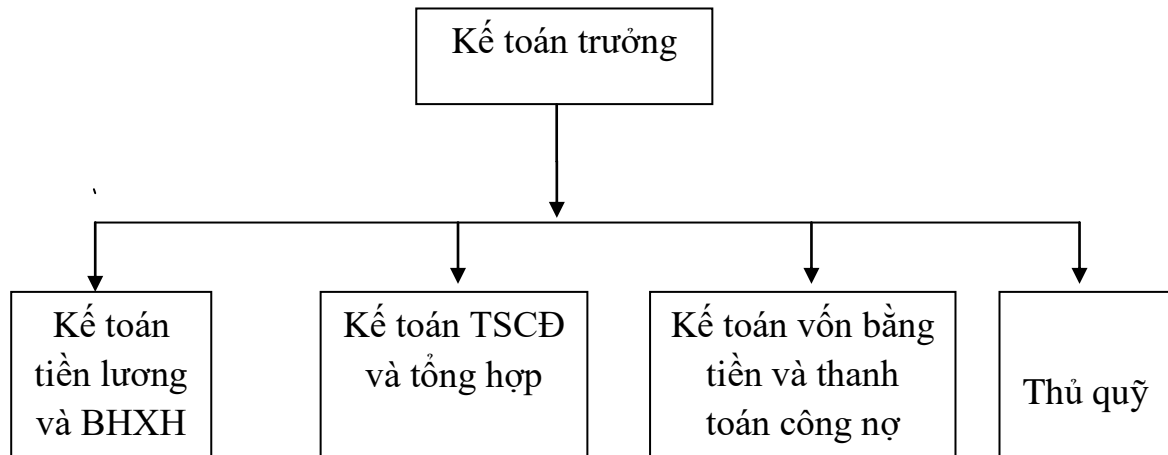 Kế toán trưởng
Kế toán
tiền lương
và BHXH
Kế toán TSCĐ
và tổng hợp
Kế toán vốn bằng
tiền và thanh
toán công nợ
Thủ quỹ